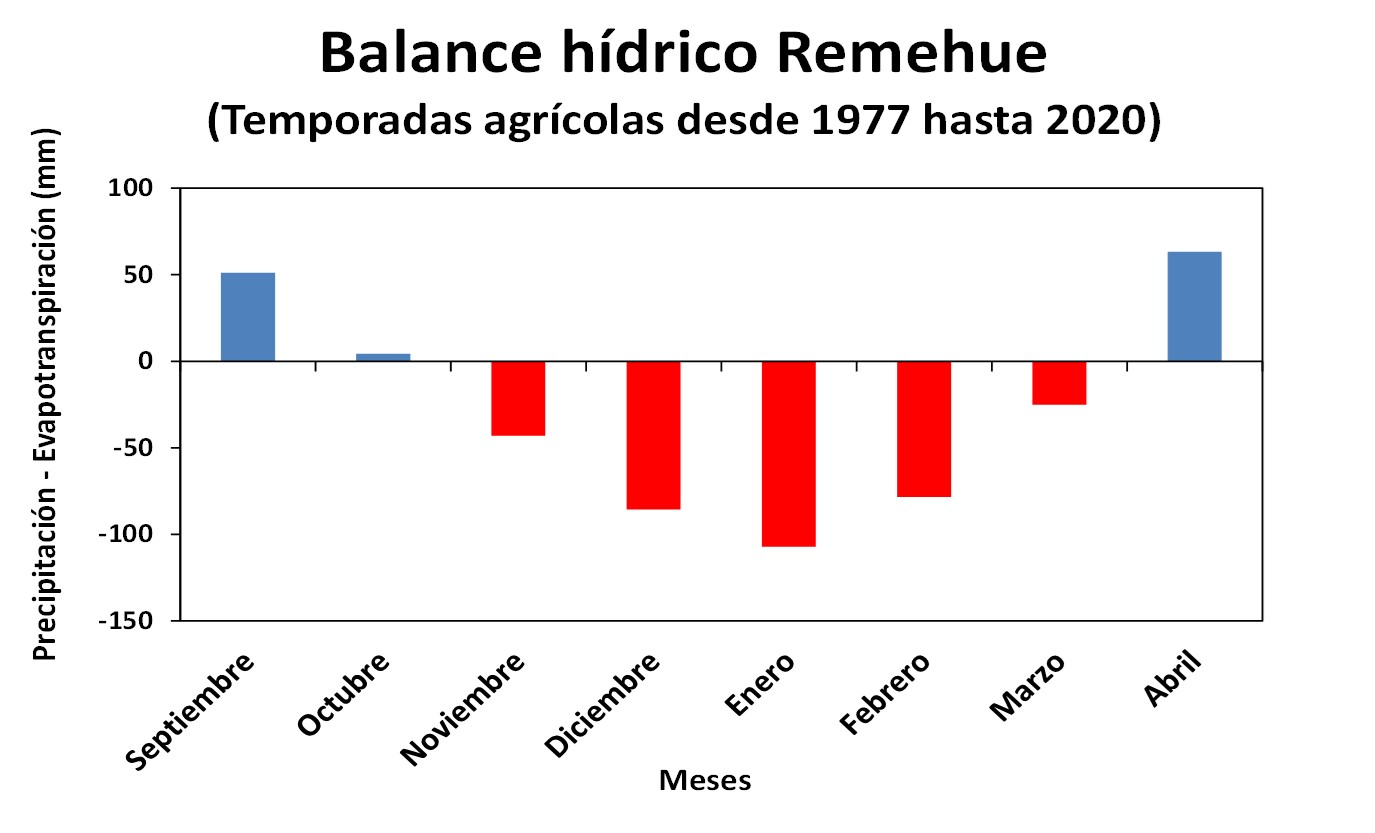 Balance hídrico Remehue
(Temporadas agrícolas desde 1977 hasta 2020)
Precipitación - Evapotranspiración (mm)
100
50
0
-50
-100
-150
Septiembre
Octubre
Noviembre
Diciembre
Enero
Febrero
Marzo
Abril
Meses